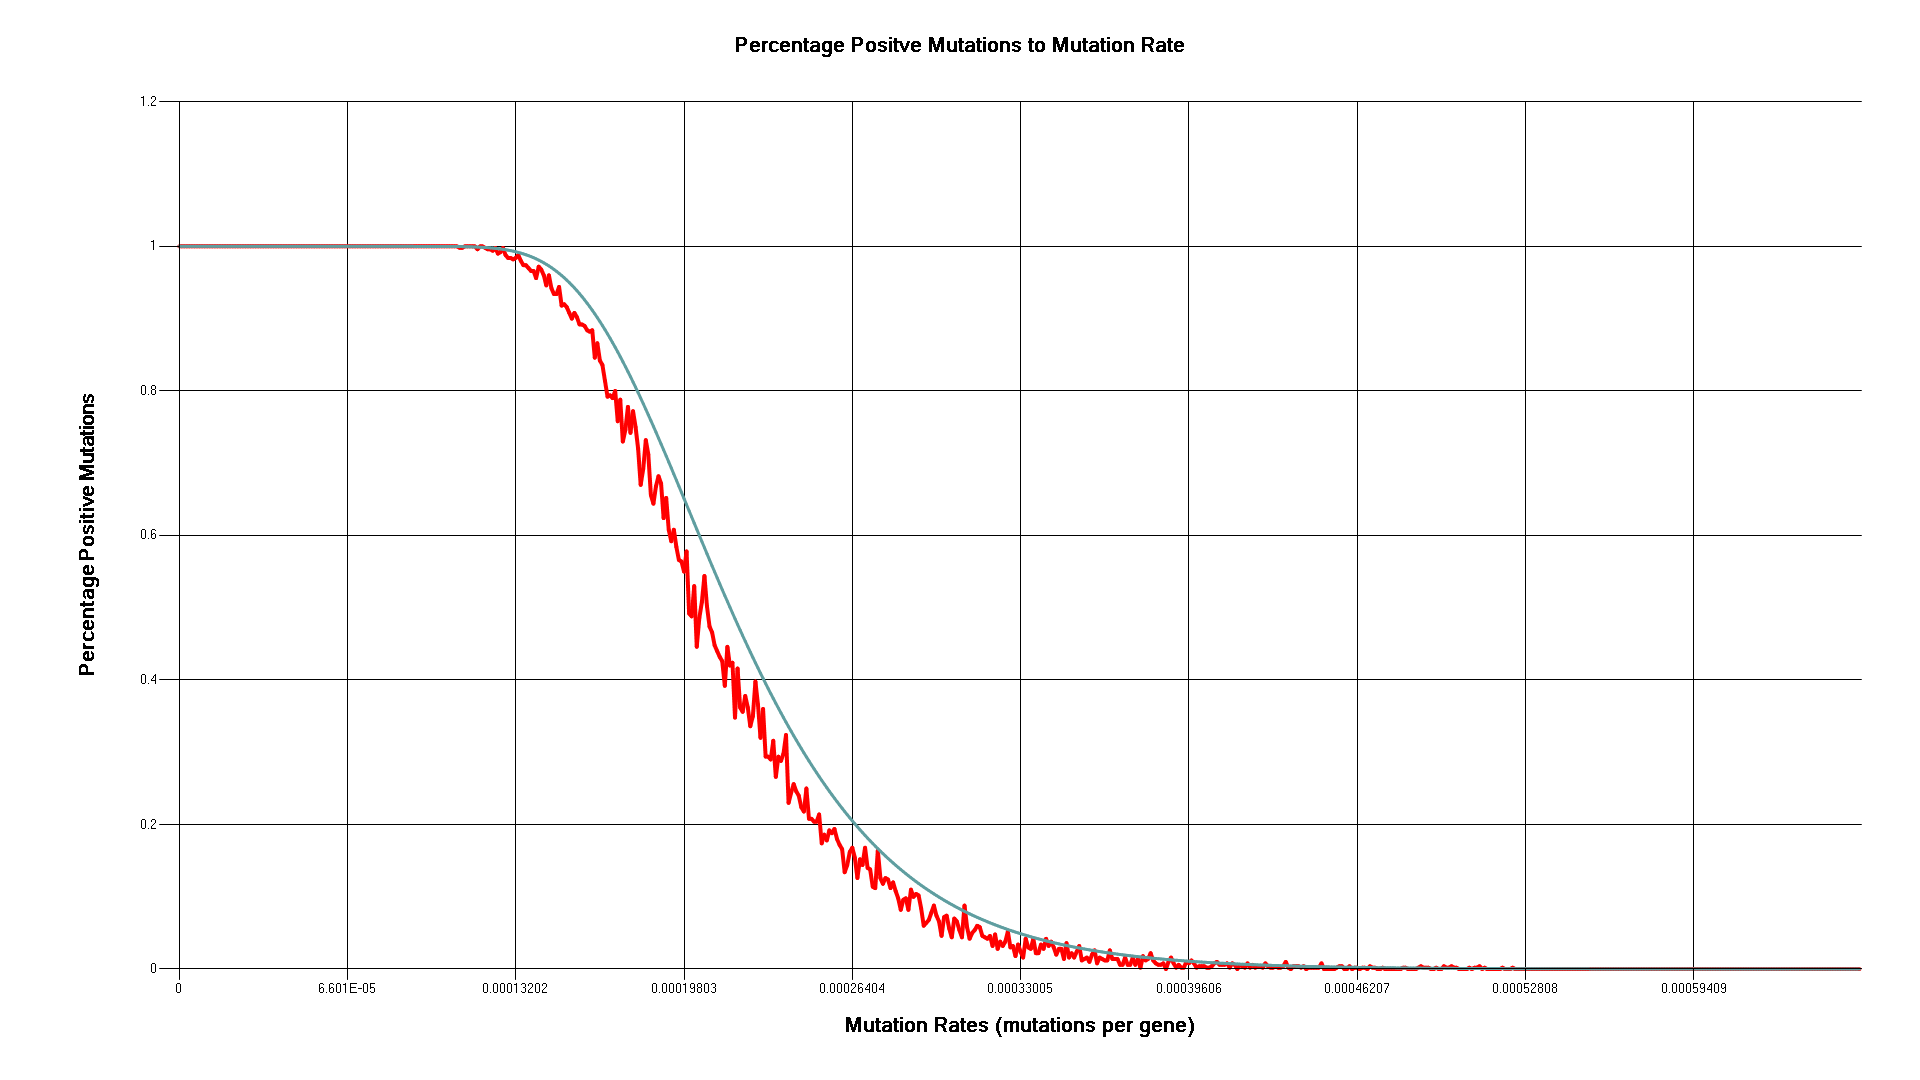 Percentage Positve Mutations to Mutation Rate
1.2
1
0.8
0.6
0.4
0.2
0
Percentage Positive Mutations
0 6.601E-05 0.00013202 0.00019803 0.00026404 0.00033005 0.00039606 0.00046207 0.00052808 0.00059409
Mutation Rates (mutations per gene)